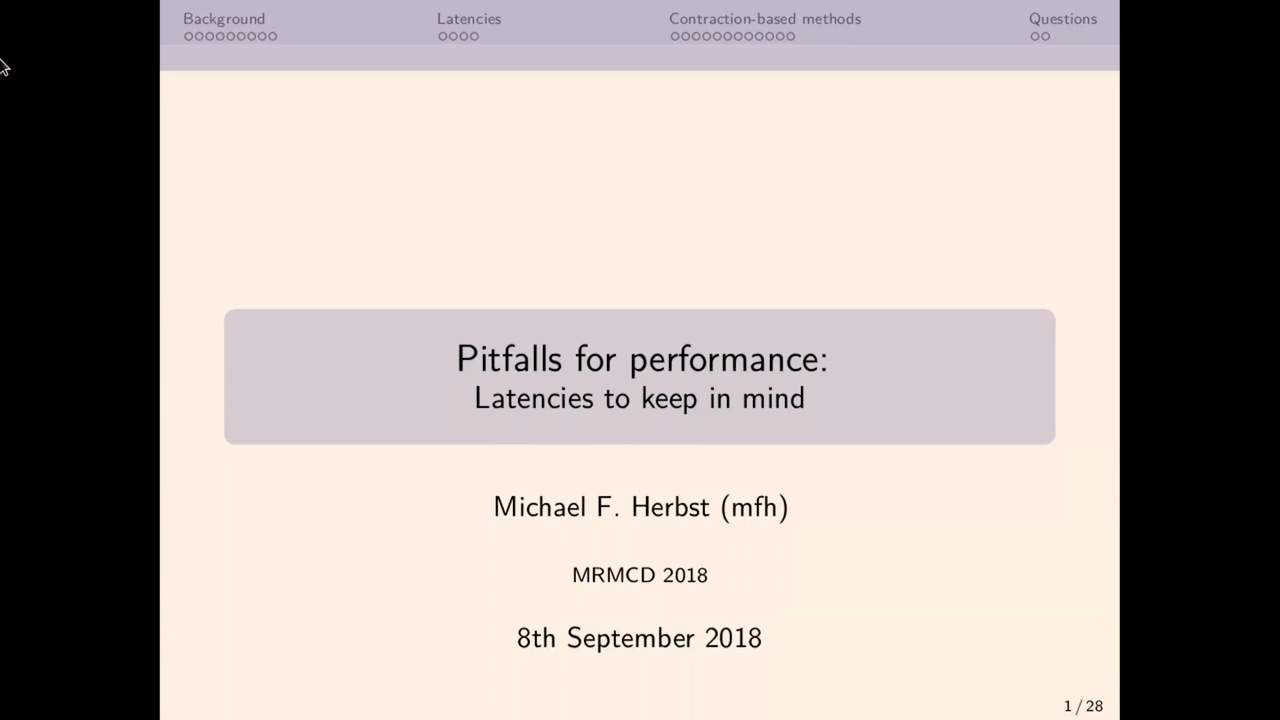 Background
Latencies
Contraction-based methods
Questions
Pitfalls for performance:
Latencies to keep in mind
Michael F. Herbst (mfh)
MRMCD 2018
8th September 2018
1 / 28